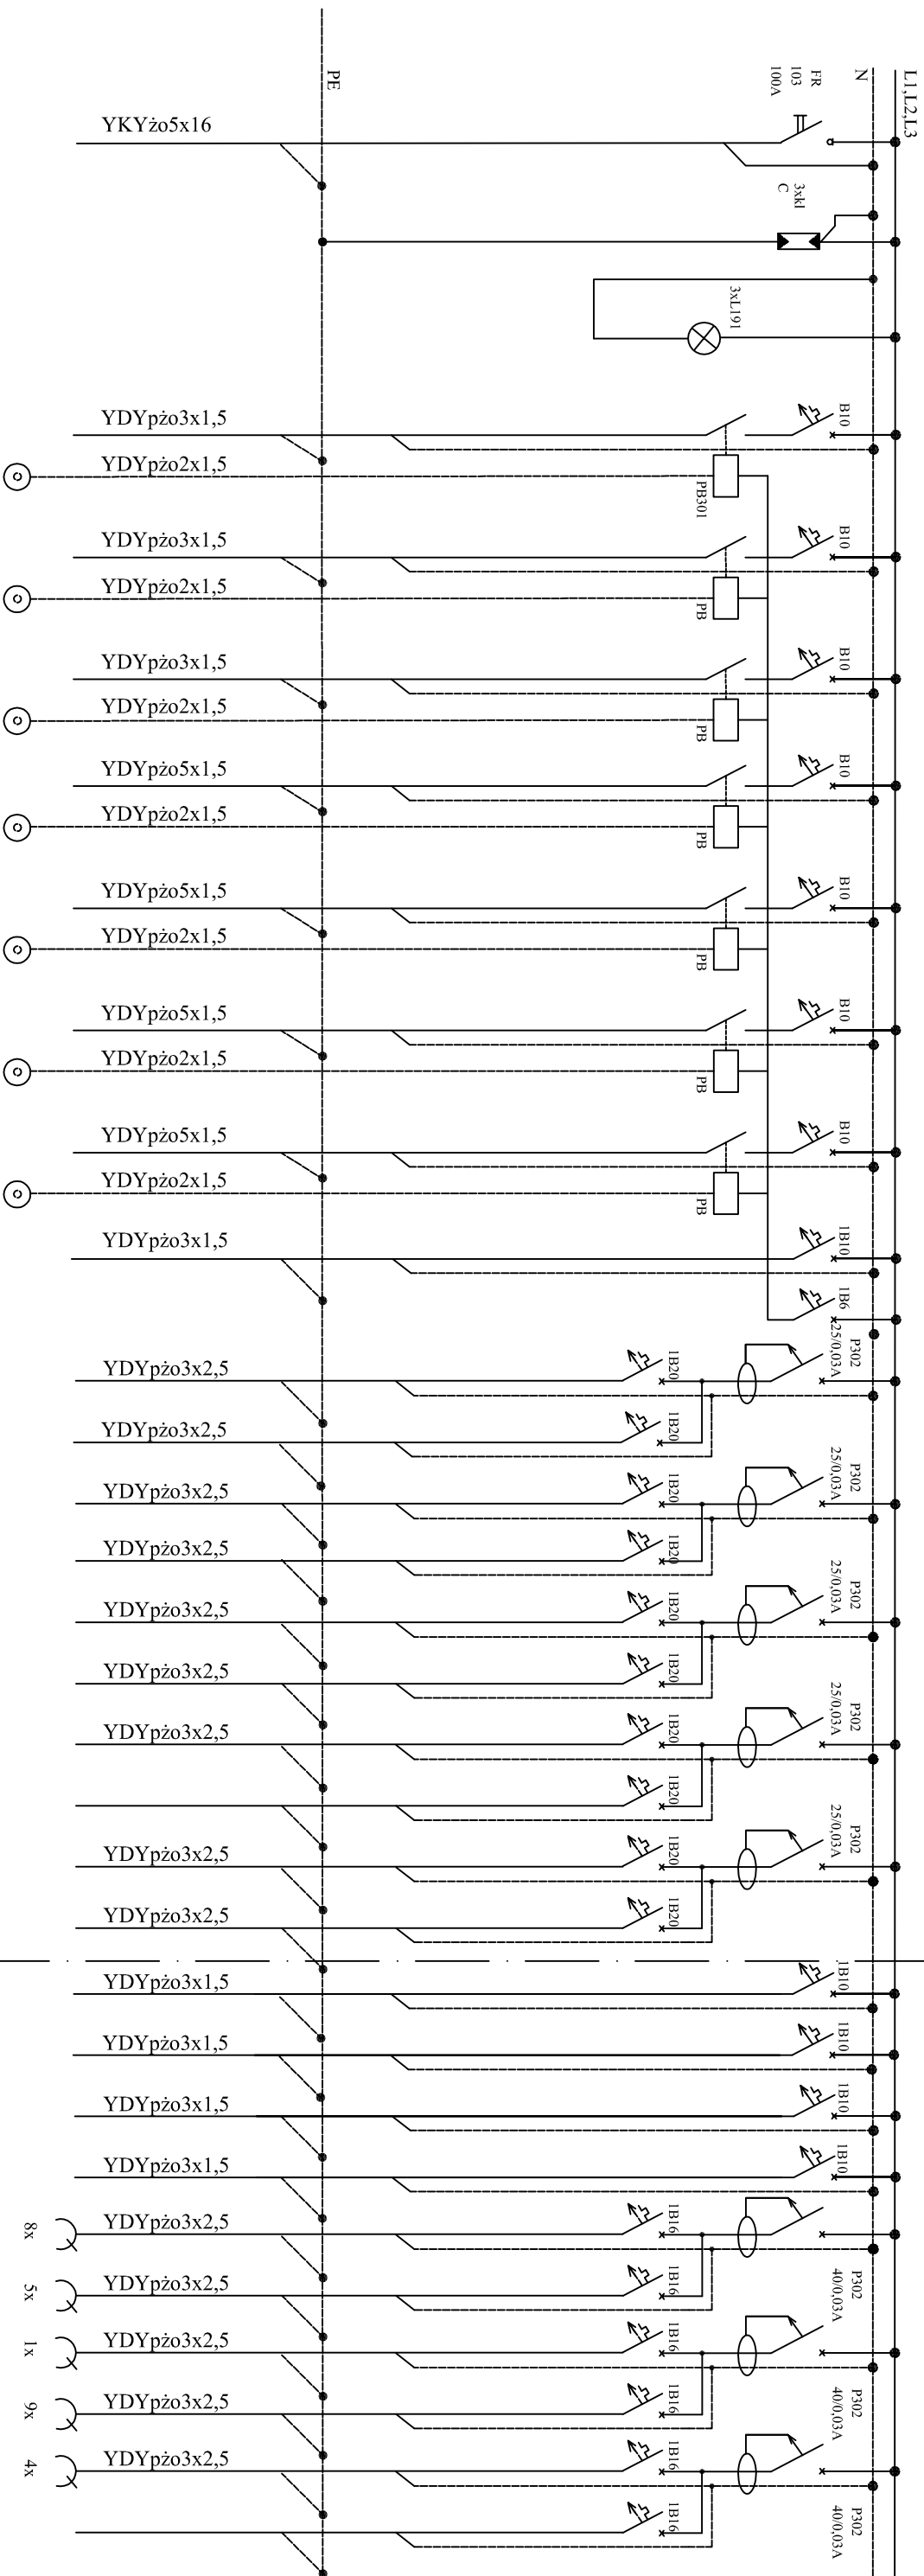 L1,L2,L3
N
FR
103
100A
PE
YKYżo5x16
3xkl
C
3xL191
B10
YDYpżo3x1,5
YDYpżo2x1,5
PB301
B10
YDYpżo3x1,5
YDYpżo2x1,5
PB
B10
YDYpżo3x1,5
YDYpżo2x1,5
PB
B10
YDYpżo5x1,5
YDYpżo2x1,5
PB
B10
YDYpżo5x1,5
YDYpżo2x1,5
PB
B10
YDYpżo5x1,5
YDYpżo2x1,5
PB
B10
YDYpżo5x1,5
YDYpżo2x1,5
PB
1B10
YDYpżo3x1,5
1B6
P302
25/0,03A
1B20
YDYpżo3x2,5
1B20
YDYpżo3x2,5
P302
25/0,03A
1B20
YDYpżo3x2,5
1B20
YDYpżo3x2,5
P302
25/0,03A
1B20
YDYpżo3x2,5
1B20
YDYpżo3x2,5
P302
25/0,03A
1B20
YDYpżo3x2,5
1B20
P302
25/0,03A
1B20
YDYpżo3x2,5
1B20
YDYpżo3x2,5
1B10
YDYpżo3x1,5
1B10
YDYpżo3x1,5
1B10
YDYpżo3x1,5
1B10
YDYpżo3x1,5
1B16
YDYpżo3x2,5
8x
P302
40/0,03A
1B16
YDYpżo3x2,5
5x
1B16
YDYpżo3x2,5
1x
P302
40/0,03A
1B16
YDYpżo3x2,5
9x
1B16
YDYpżo3x2,5
4x
P302
40/0,03A
1B16